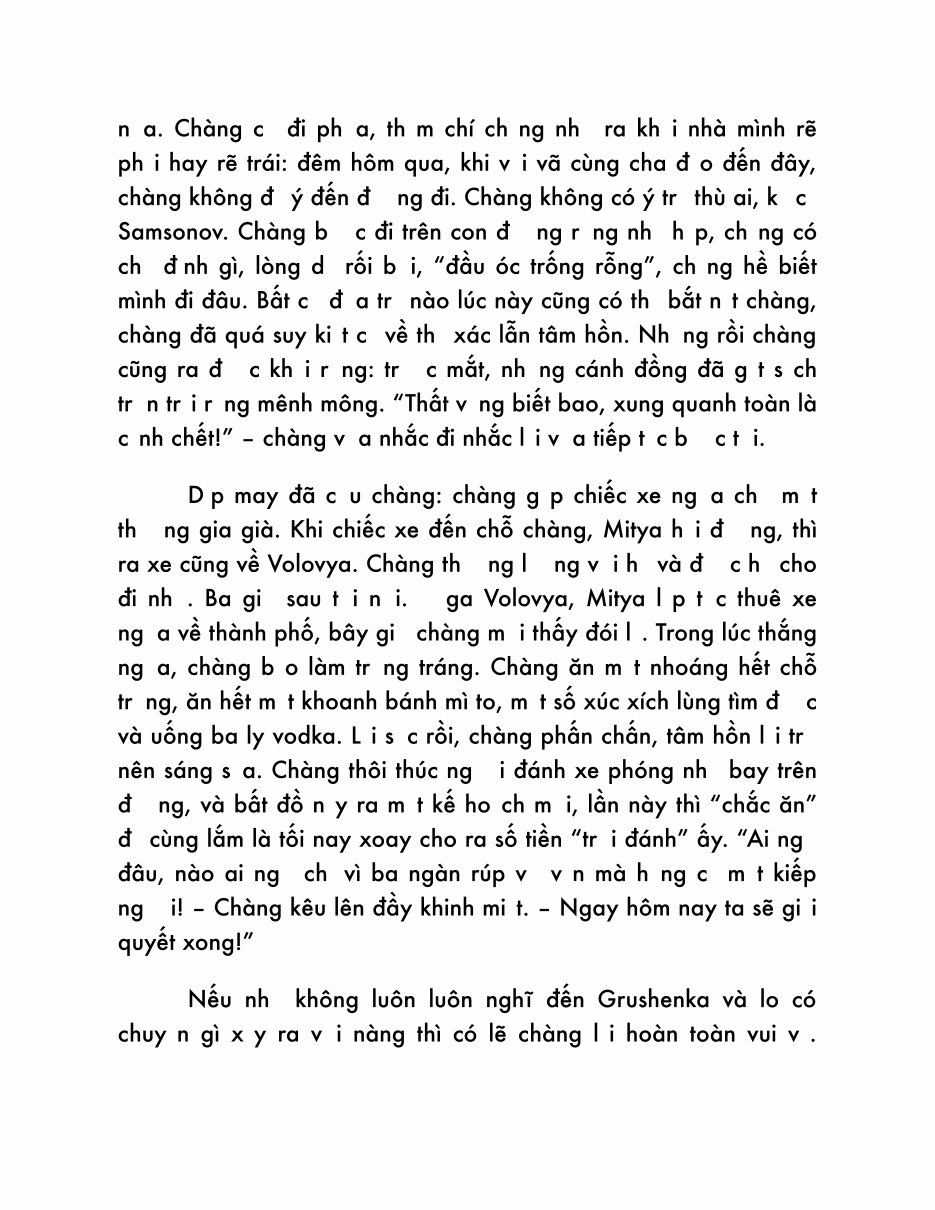 n a. Chàng c đi ph a, th m chí ch ng nh ra kh i nhà mình rẽ
ph i hay rẽ trái: đêm hôm qua, khi v i vã cùng cha đ o đến đây,
chàng không đ ý đến đ ng đi. Chàng không có ý tr thù ai, k c
Samsonov. Chàng b c đi trên con đ ng r ng nh h p, ch ng có
ch đ nh gì, lòng d rối b i, “đầu óc trống rỗng”, ch ng hề biết
mình đi đâu. Bất c đ a tr nào lúc này cũng có th bắt n t chàng,
chàng đã quá suy ki t c về th xác lẫn tâm hồn. Nh ng rồi chàng
cũng ra đ c kh i r ng: tr c mắt, nh ng cánh đồng đã g t s ch
tr n tr i r ng mênh mông. “Thất v ng biết bao, xung quanh toàn là
c nh chết!” – chàng v a nhắc đi nhắc l i v a tiếp t c b c t i.
D p may đã c u chàng: chàng g p chiếc xe ng a ch m t
th ng gia già. Khi chiếc xe đến chỗ chàng, Mitya h i đ ng, thì
ra xe cũng về Volovya. Chàng th ng l ng v i h và đ c h cho
đi nh . Ba gi sau t i n i. ga Volovya, Mitya l p t c thuê xe
ng a về thành phố, bây gi chàng m i thấy đói l . Trong lúc thắng
ng a, chàng b o làm tr ng tráng. Chàng ăn m t nhoáng hết chỗ
tr ng, ăn hết m t khoanh bánh mì to, m t số xúc xích lùng tìm đ c
và uống ba ly vodka. L i s c rồi, chàng phấn chấn, tâm hồn l i tr
nên sáng s a. Chàng thôi thúc ng i đánh xe phóng nh bay trên
đ ng, và bất đồ n y ra m t kế ho ch m i, lần này thì “chắc ăn”
đ cùng lắm là tối nay xoay cho ra số tiền “tr i đánh” ấy. “Ai ng
đâu, nào ai ng ch vì ba ngàn rúp v v n mà h ng c m t kiếp
ng i! – Chàng kêu lên đầy khinh mi t. – Ngay hôm nay ta sẽ gi i
quyết xong!”
Nếu nh không luôn luôn nghĩ đến Grushenka và lo có
chuy n gì x y ra v i nàng thì có lẽ chàng l i hoàn toàn vui v .